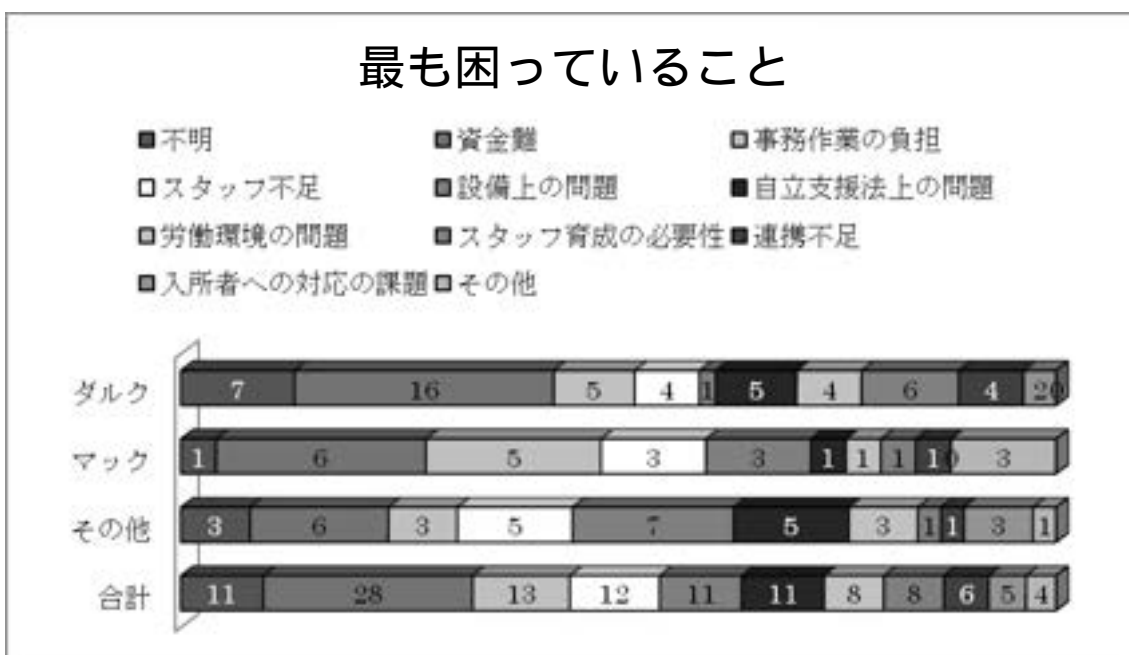 最も困っていること
■不明 ■資金難 □事務作業の負担
□スタッフ不足 ■設備上の問題 ■自立支援法上の問題
□労働環境の問題 ■スタッフ育成の必要性 ■連携不足
■入所者への対応の課題 □その他
ダルク 7 16 5 4 1 5 4 6 4 2 0
マック 1 6 5 3 3 1 1 1 1 0 3
その他 3 6 3 5 7 5 3 1 1 3 1
合計 11 28 13 12 11 11 8 8 6 5 4